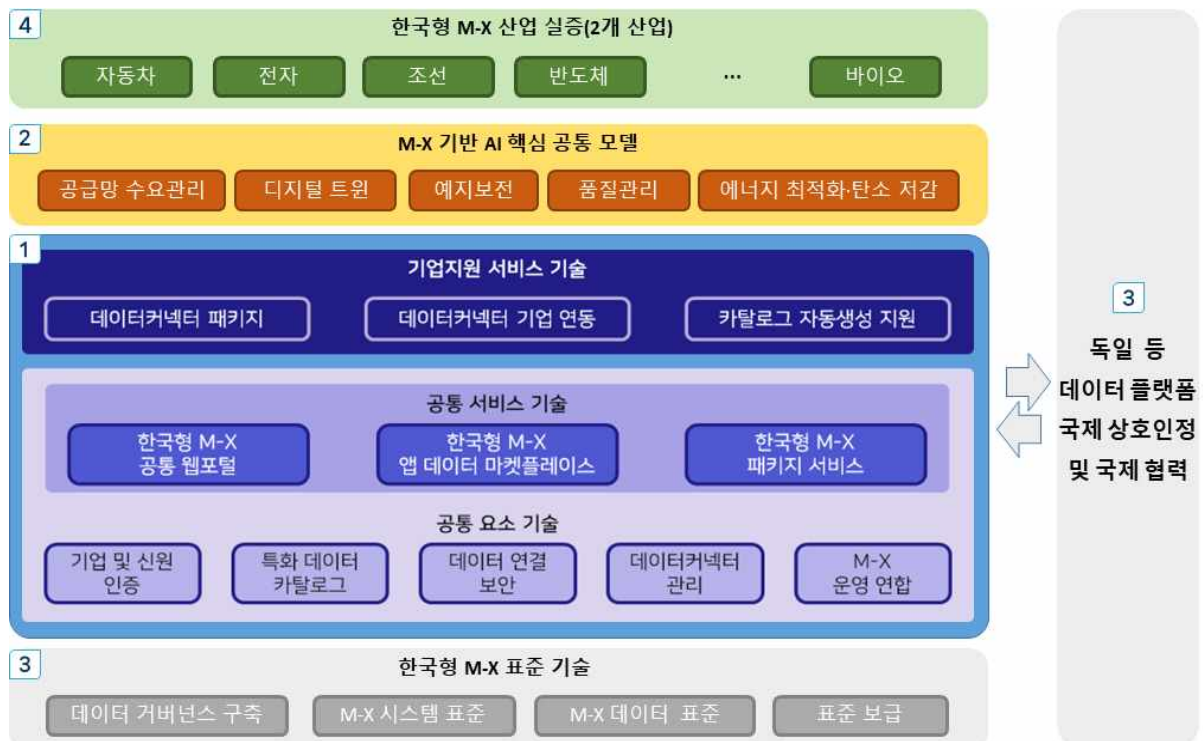 4
한국형 M-X 산업 실증(2개 산업)
자동차
전자
조선
반도체
...
바이오
2
M-X 기반 AI 핵심 공통 모델
공급망 수요관리
디지털 트윈
예지보전
품질관리
에너지 최적화·탄소 저감
1
기업지원 서비스 기술
데이터커넥터 패키지
데이터커넥터 기업 연동
카탈로그 자동생성 지원
공통 서비스 기술
한국형 M-X
공통 웹포털
한국형 M-X
앱 데이터 마켓플레이스
한국형 M-X
패키지 서비스
공통 요소 기술
기업 및 신원
인증
특화 데이터
카탈로그
데이터 연결
보안
데이터커넥터
관리
M-X
운영 연합
3
한국형 M-X 표준 기술
데이터 거버넌스 구축
M-X 시스템 표준
M-X 데이터 표준
표준 보급
3
독일 등
데이터 플랫폼
국제 상호인정
및 국제 협력